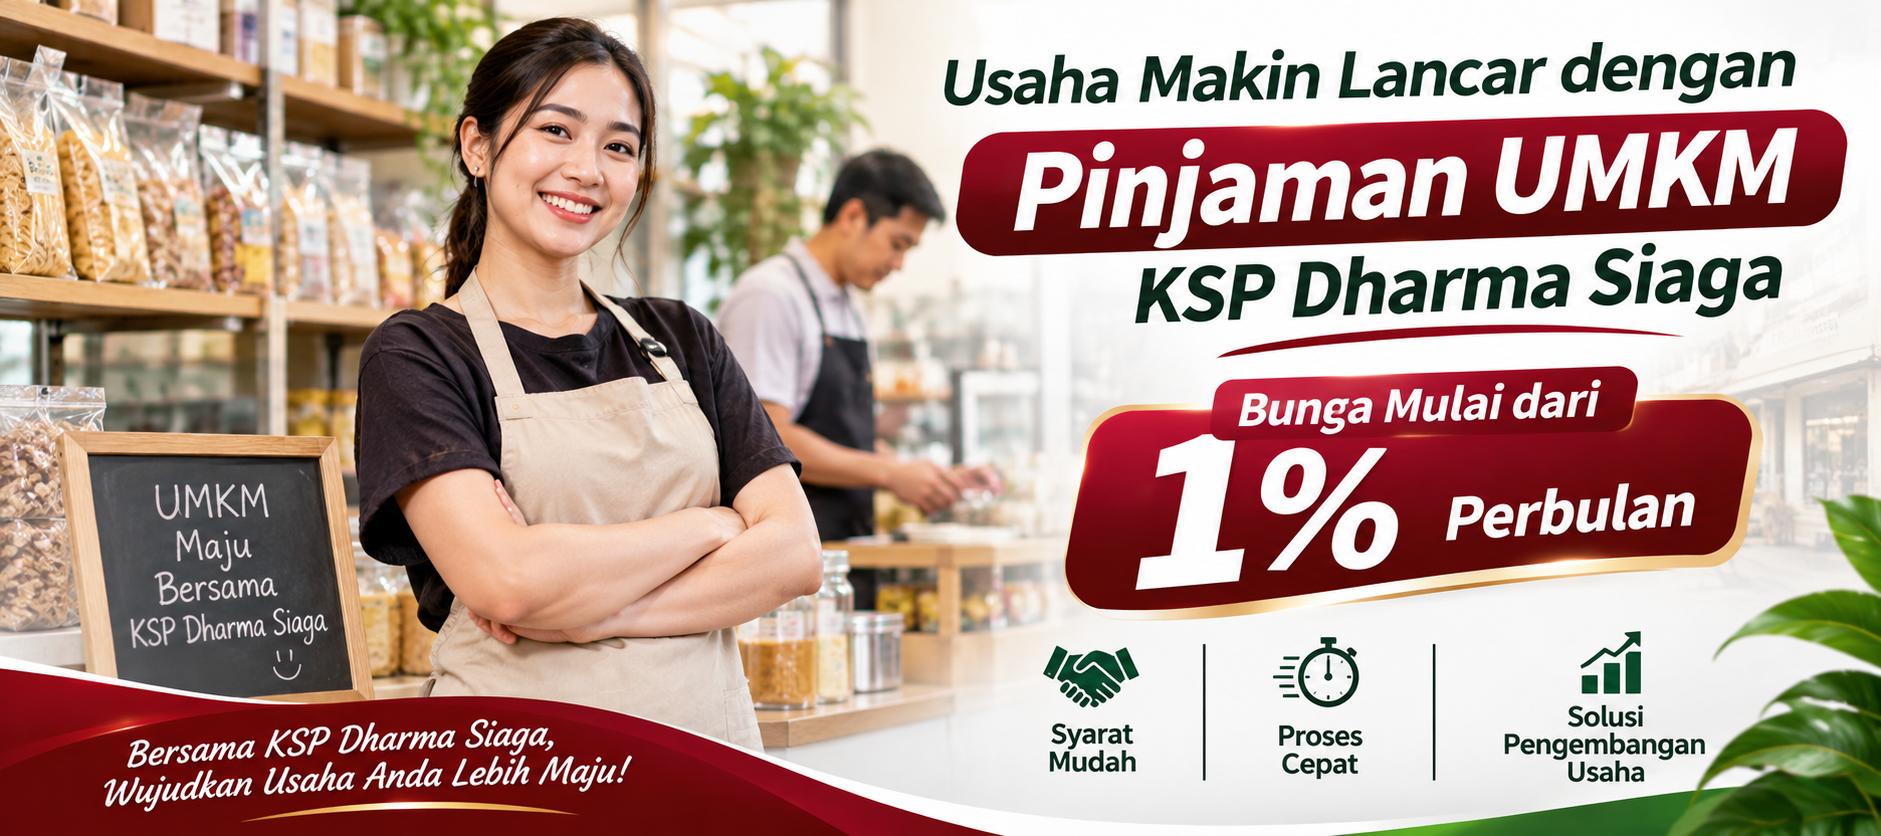 Usaha Makin Lancar dengan
Pinjaman UMKM
KSP Dharma Siaga
Bunga Mulai dari
1% Perbulan
Syarat
Mudah
Proses
Cepat
Solusi
Pengembangan
Usaha
UMKM
Maju
Bersama
KSP Dharma Siaga
Bersama KSP Dharma Siaga,
Wujudkan Usaha Anda Lebih Maju!